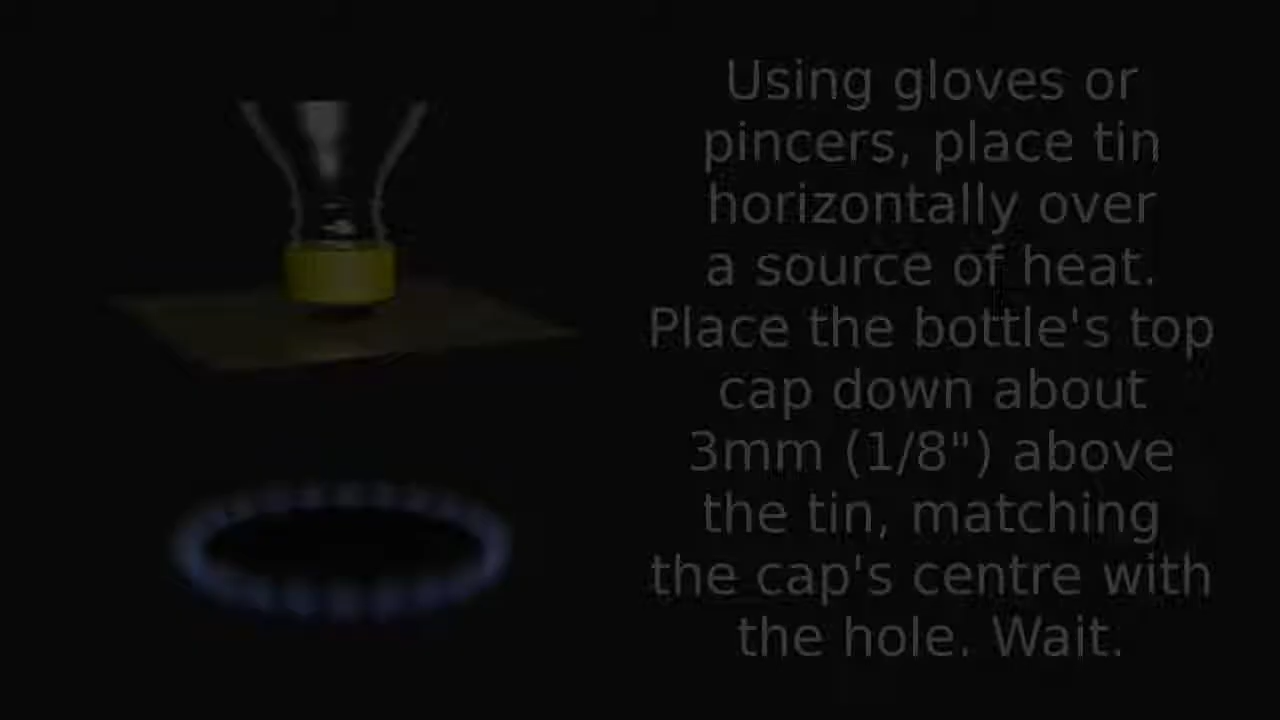 Using gloves or
pincers, place tin
horizontally over
a source of heat.
Place the bottle's top
cap down about
3mm (1/8") above
the tin, matching
the cap's centre with
the hole. Wait.